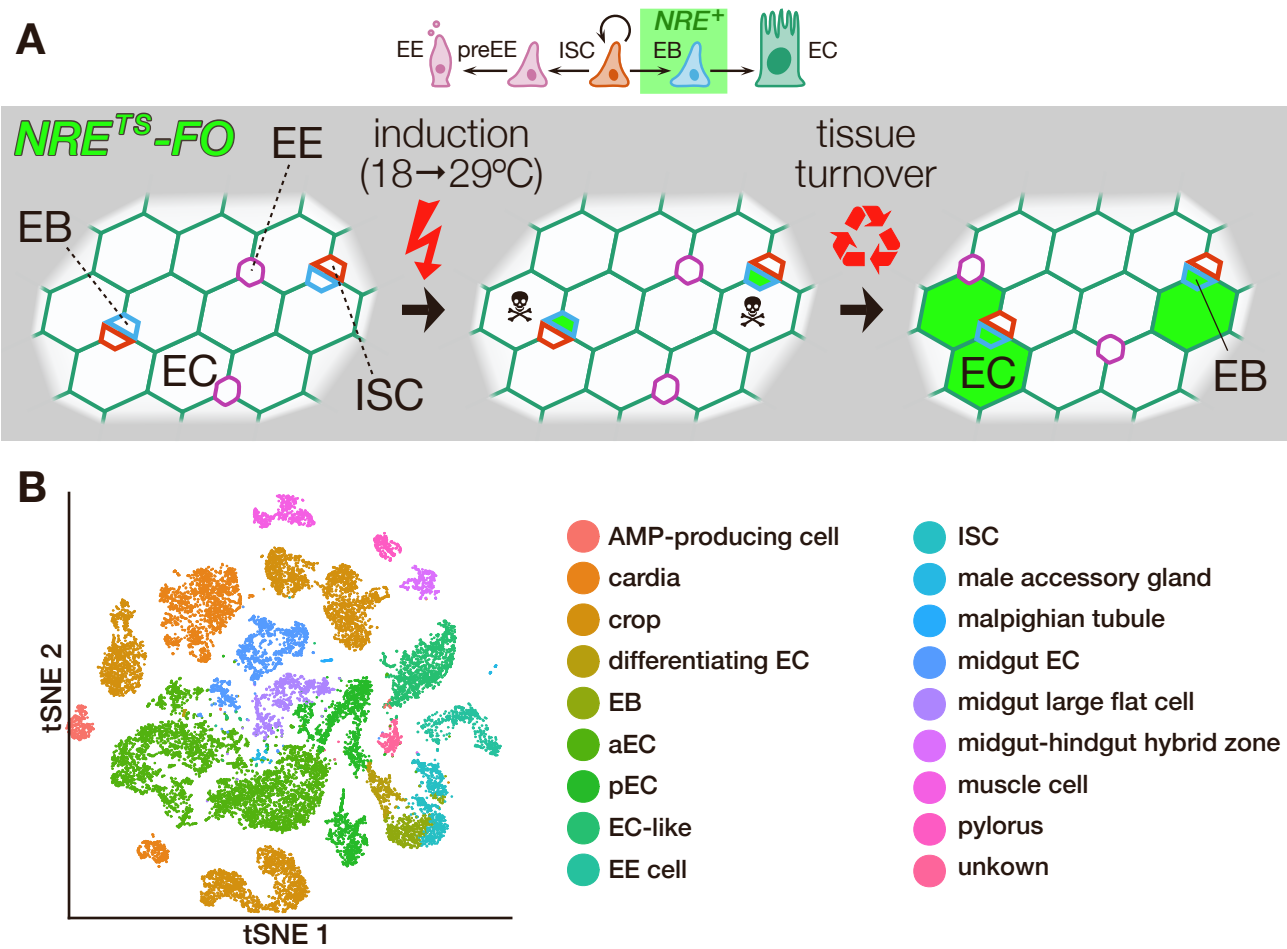 A
NRE+
EE
preEE
ISC
EB
EC
NRETS-FO
EE
induction
(18→29ºC)
tissue
turnover
EB
EC
ISC
EC
EB
B
tSNE 2
tSNE 1
AMP-producing cell
cardia
crop
differentiating EC
EB
aEC
pEC
EC-like
EE cell
ISC
male accessory gland
malpighian tubule
midgut EC
midgut large flat cell
midgut-hindgut hybrid zone
muscle cell
pylorus
unkown